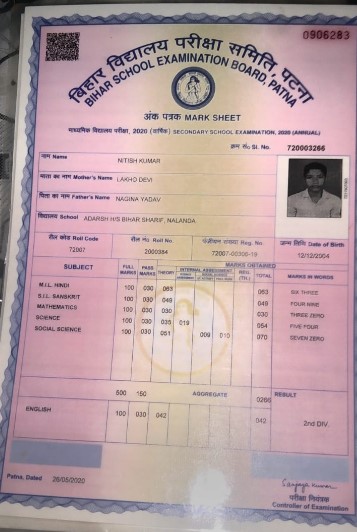 0906283
बिहार विद्यालय परीक्षा समिति, पटना
BIHAR SCHOOL EXAMINATION BOARD, PATNA
अंक पत्रक MARK SHEET
माध्यमिक विद्यालय परीक्षा, 2020 (वार्षिक) SECONDARY SCHOOL EXAMINATION, 2020 (ANNUAL)
क्रम सं० Sl. No. 720003266
नाम Name NITISH KUMAR
माता का नाम Mother's Name LAKHO DEVI
पिता का नाम Father's Name NAGINA YADAV
विद्यालय School ADARSH H/S BIHAR SHARIF, NALANDA
रौल कोड Roll Code रौल नं० Roll No. पंजीयन संख्या Reg. No. जन्म तिथि Date of Birth
72007 2000384 72007-00300-19 12/12/2004
SUBJECT FULL MARKS PASS MARKS MARKS OBTAINED MARKS IN WORDS
THEORY INTERNAL ASSESSMENT REG. (TH.) TOTAL
M.I.L. HINDI 100 030 063 063 SIX THREE
S.I.L. SANSKRIT 100 030 049 049 FOUR NINE
MATHEMATICS 100 030 030 030 THREE ZERO
SCIENCE 100 030 035 019 054 FIVE FOUR
SOCIAL SCIENCE 100 030 051 009 010 070 SEVEN ZERO
500 150 AGGREGATE 0266 RESULT
ENGLISH 100 030 042 042 2nd DIV.
Patna, Dated 26/05/2020
परीक्षा नियंत्रक
Controller of Examination